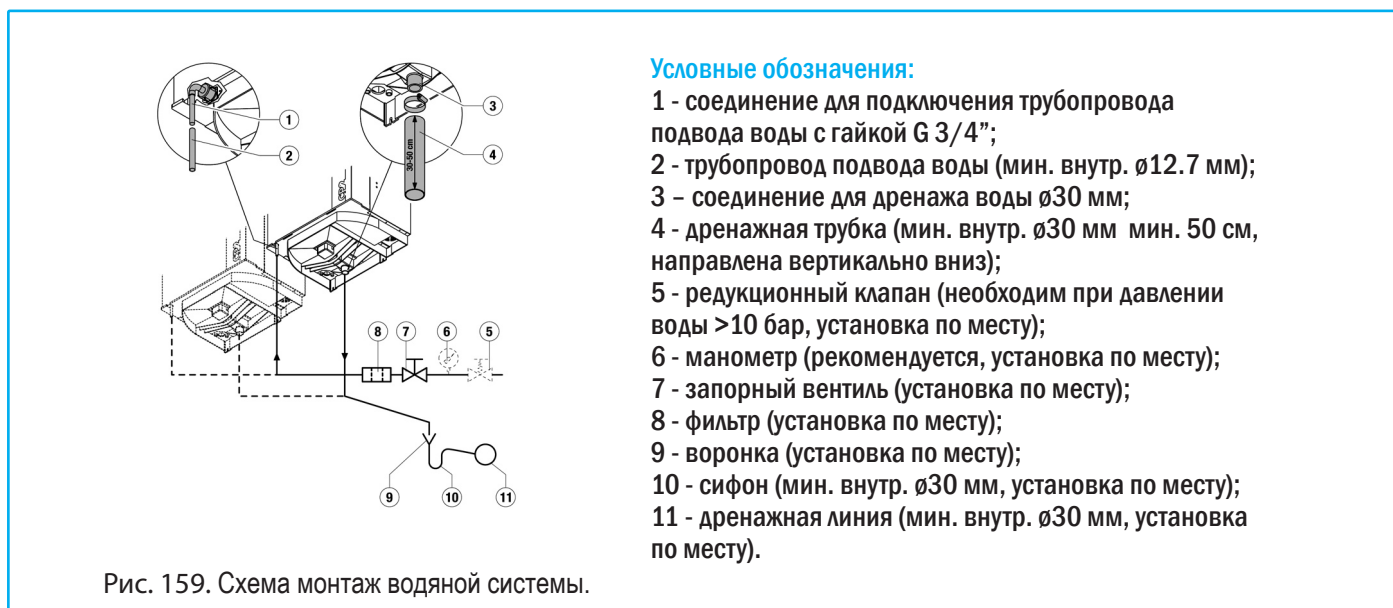 1
2
3
4
30-50 cm
8
7
6
5
9
10
11
Условные обозначения:
1 - соединение для подключения трубопровода
подвода воды с гайкой G 3/4”;
2 - трубопровод подвода воды (мин. внутр. ø12.7 мм);
3 – соединение для дренажа воды ø30 мм;
4 - дренажная трубка (мин. внутр. ø30 мм мин. 50 см,
направлена вертикально вниз);
5 - редукционный клапан (необходим при давлении
воды >10 бар, установка по месту);
6 - манометр (рекомендуется, установка по месту);
7 - запорный вентиль (установка по месту);
8 - фильтр (установка по месту);
9 - воронка (установка по месту);
10 - сифон (мин. внутр. ø30 мм, установка по месту);
11 - дренажная линия (мин. внутр. ø30 мм, установка
по месту).
Рис. 159. Схема монтаж водяной системы.